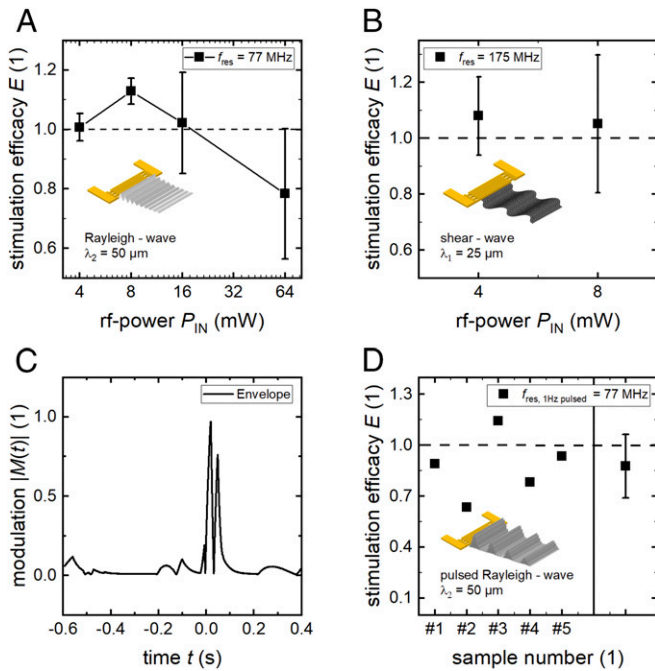 A
stimulation efficacy E (1)
1.2
1.0
0.8
0.6
f_res = 77 MHz
Rayleigh - wave
λ₂ = 50 µm
4 8 16 32 64
rf-power P_IN (mW)
B
stimulation efficacy E (1)
1.2
1.0
0.8
0.6
f_res = 175 MHz
shear - wave
λ₁ = 25 µm
4 8
rf-power P_IN (mW)
C
modulation |M(t)| (1)
1.0
0.5
0.0
Envelope
-0.6 -0.4 -0.2 0.0 0.2 0.4
time t (s)
D
stimulation efficacy E (1)
1.3
1.0
0.7
0.4
0.1
f_res, 1Hz pulsed = 77 MHz
pulsed Rayleigh - wave
λ₂ = 50 µm
#1 #2 #3 #4 #5
sample number (1)